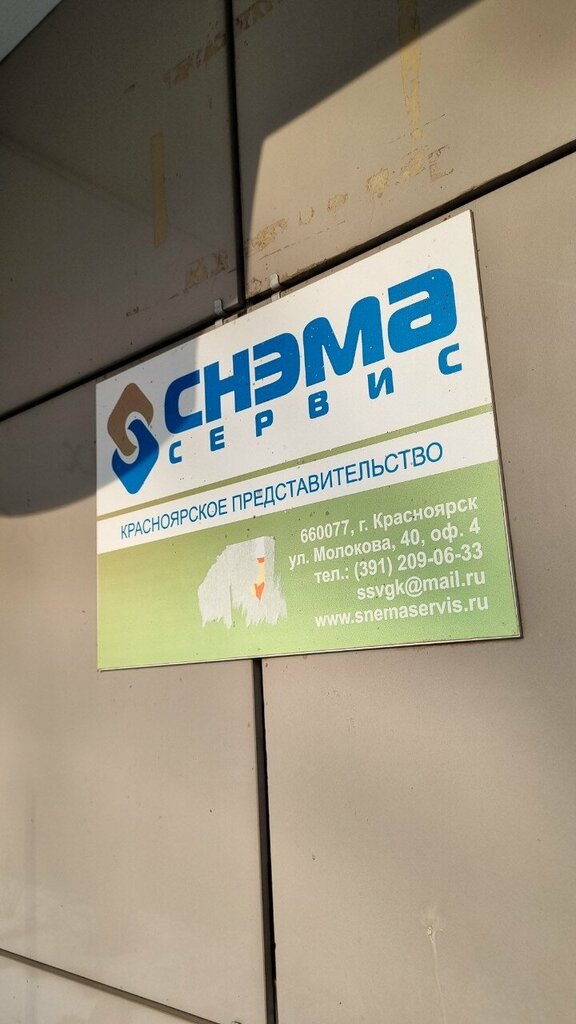 СНЭМА
СЕРВИС
КРАСНОЯРСКОЕ ПРЕДСТАВИТЕЛЬСТВО
660077, г. Красноярск
ул. Молокова, 40, оф. 4
тел.: (391) 209-06-33
ssvgk@mail.ru
www.snemaservis.ru